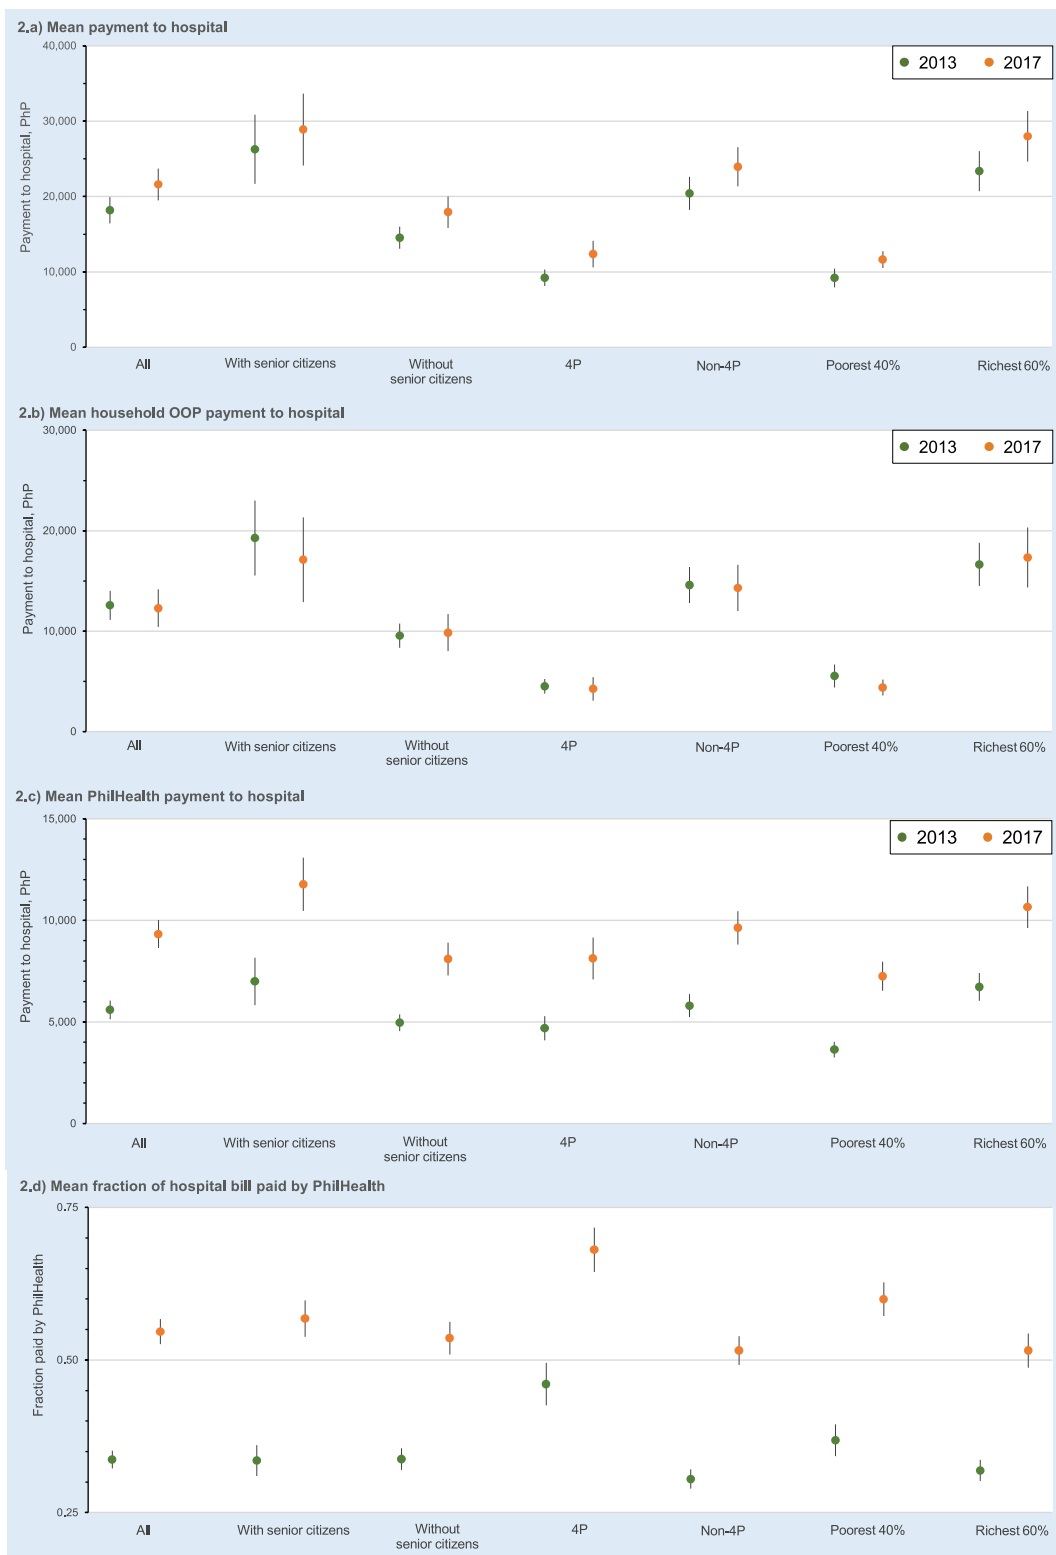 2.a) Mean payment to hospital
40,000
2013 2017
30,000
Payment to hospital, PhP
20,000
10,000
0
All With senior citizens Without 4P Non-4P Poorest 40% Richest 60%
senior citizens
2.b) Mean household OOP payment to hospital
30,000
2013 2017
Payment to hospital, PhP
20,000
10,000
0
All With senior citizens Without 4P Non-4P Poorest 40% Richest 60%
senior citizens
2.c) Mean PhilHealth payment to hospital
15,000
2013 2017
Payment to hospital, PhP
10,000
5,000
0
All With senior citizens Without 4P Non-4P Poorest 40% Richest 60%
senior citizens
2.d) Mean fraction of hospital bill paid by PhilHealth
0.75
Fraction paid by PhilHealth
0.50
0.25
All With senior citizens Without 4P Non-4P Poorest 40% Richest 60%
senior citizens